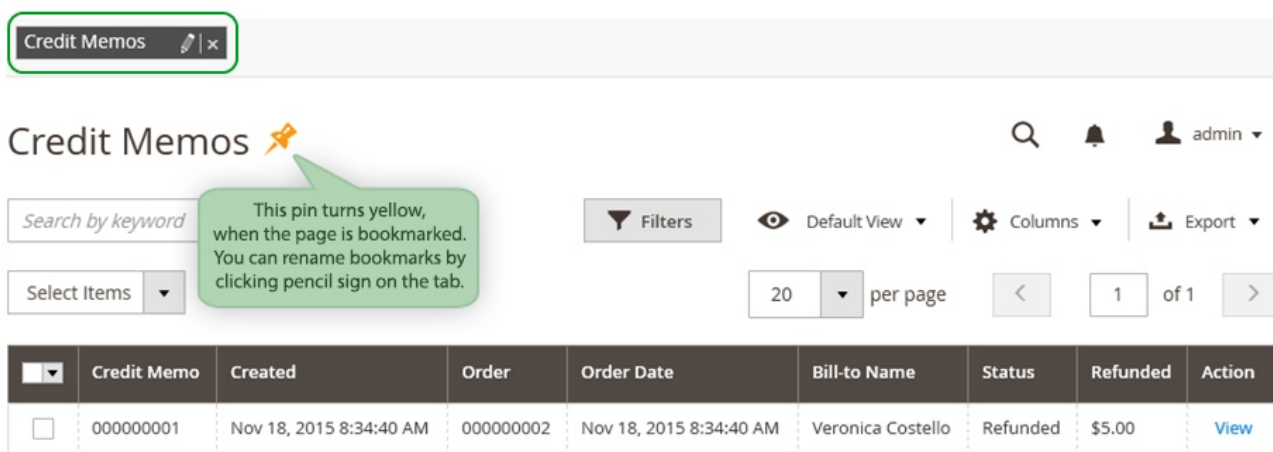 Credit Memos
Credit Memos
admin
Search by keyword
This pin turns yellow,
when the page is bookmarked.
You can rename bookmarks by
clicking pencil sign on the tab.
Filters
Default View
Columns
Export
Select Items
20 per page
1 of 1
Credit Memo Created Order Order Date Bill-to Name Status Refunded Action
000000001 Nov 18, 2015 8:34:40 AM 000000002 Nov 18, 2015 8:34:40 AM Veronica Costello Refunded $5.00 View